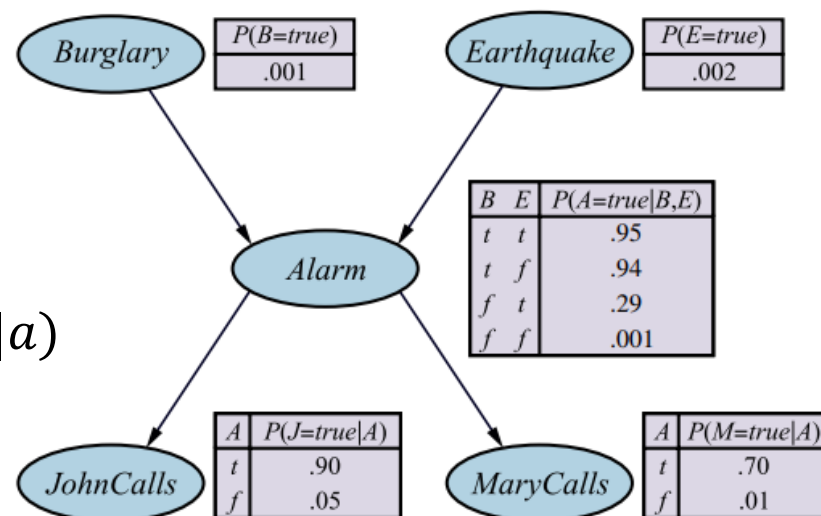 Burglary
P(B=true)
.001
Earthquake
P(E=true)
.002
B E P(A=true|B,E)
t t .95
t f .94
f t .29
f f .001
Alarm
|a)
A P(J=true|A)
t .90
f .05
JohnCalls
A P(M=true|A)
t .70
f .01
MaryCalls